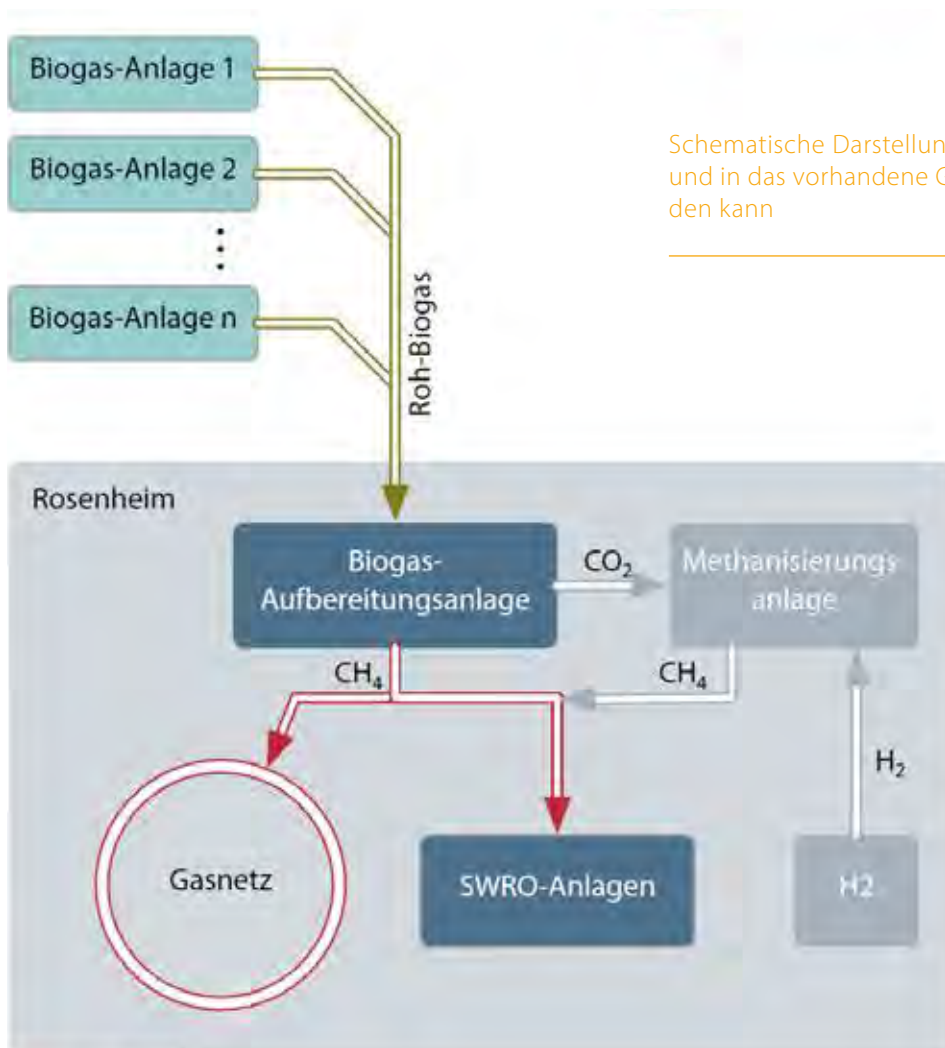 Biogas-Anlage 1
Biogas-Anlage 2
Biogas-Anlage n
Roh-Biogas
Schematische Darstellun
und in das vorhandene
den kann
Rosenheim
Biogas-
Aufbereitungsanlage
CO₂
Methanisierungs
anlage
CH₄
CH₄
H₂
Gasnetz
SWRO-Anlagen
H2